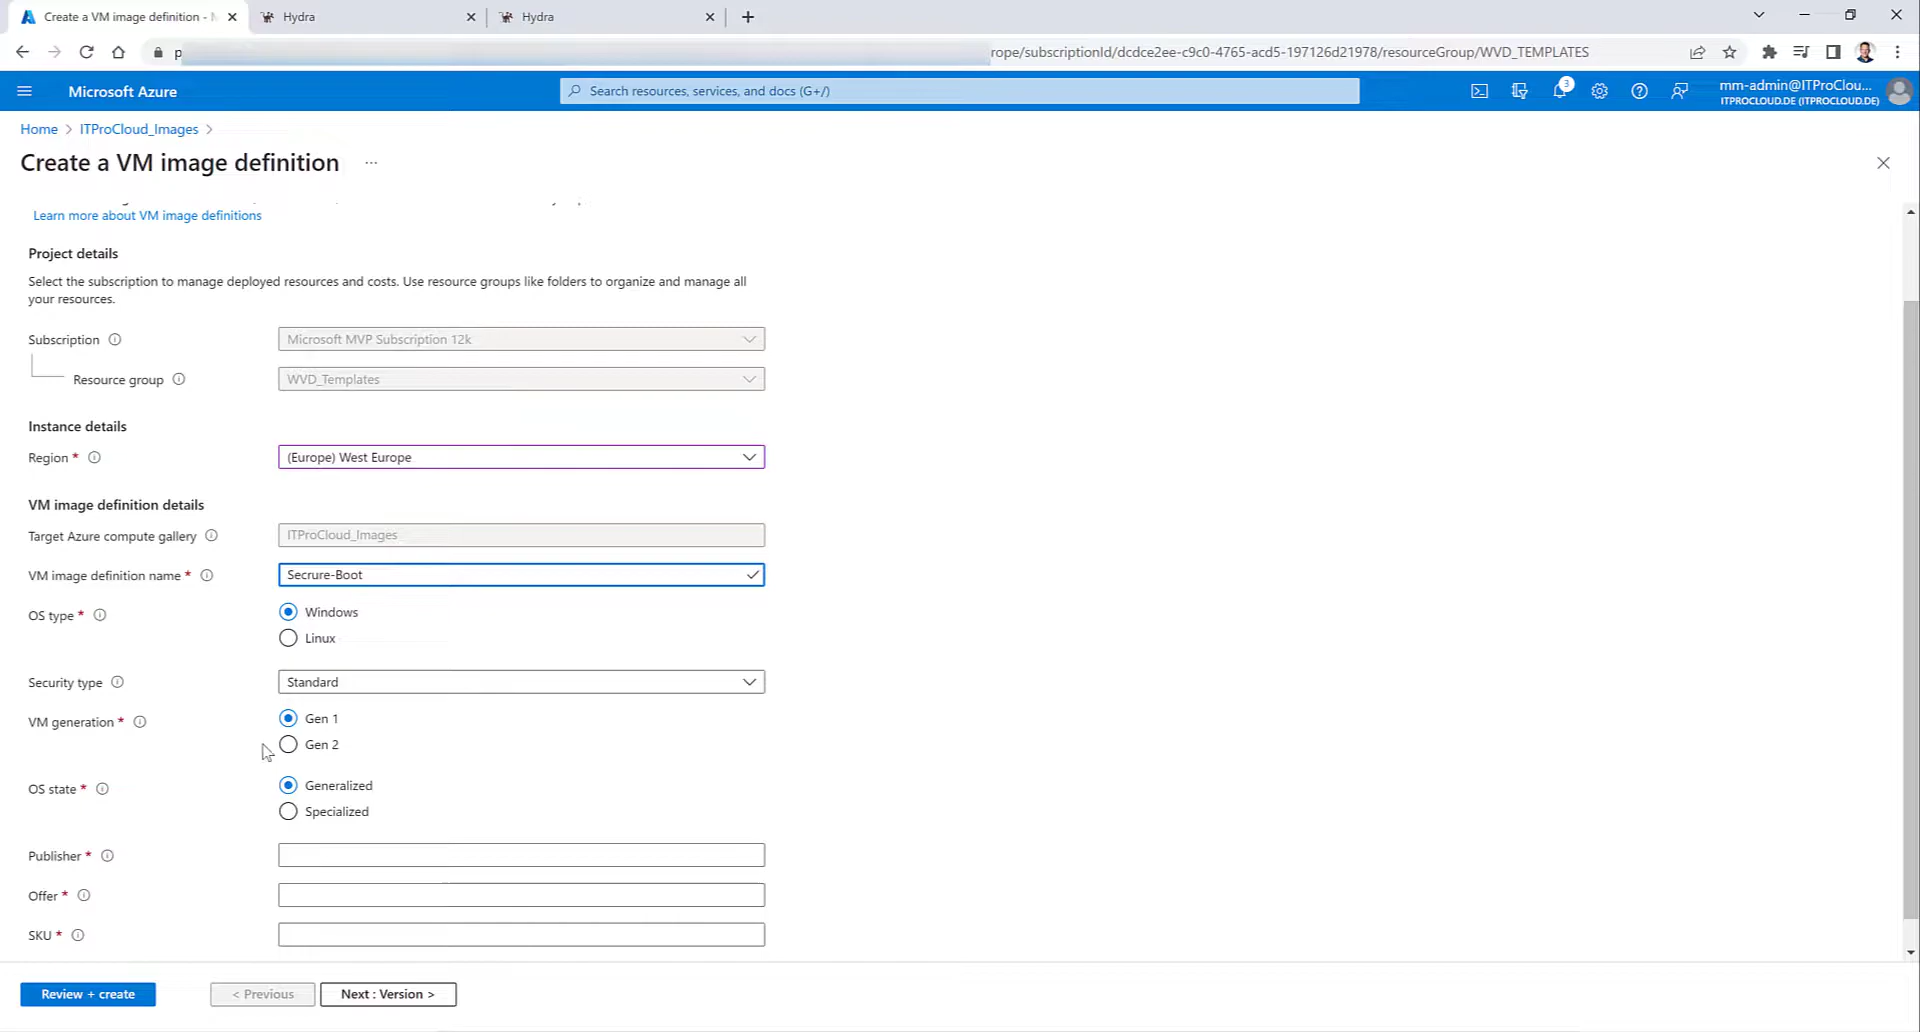 Create a VM image definition -
Hydra
Hydra
rope/subscriptionId/dcdce2ee-c9c0-4765-acd5-197126d21978/resourceGroup/WVD_TEMPLATES
Microsoft Azure
Search resources, services, and docs (G+/)
3
mm-admin@ITProClou...
ITPROCLOUD.DE (ITPROCLOUD.DE)
Home > ITProCloud_Images >
Create a VM image definition ...
Learn more about VM image definitions
Project details
Select the subscription to manage deployed resources and costs. Use resource groups like folders to organize and manage all
your resources.
Subscription
Microsoft MVP Subscription 12k
Resource group
WVD_Templates
Instance details
Region *
(Europe) West Europe
VM image definition details
Target Azure compute gallery
ITProCloud_Images
VM image definition name *
Secrure-Boot
OS type *
Windows
Linux
Security type
Standard
VM generation *
Gen 1
Gen 2
OS state *
Generalized
Specialized
Publisher *
Offer *
SKU *
Review + create
< Previous
Next : Version >